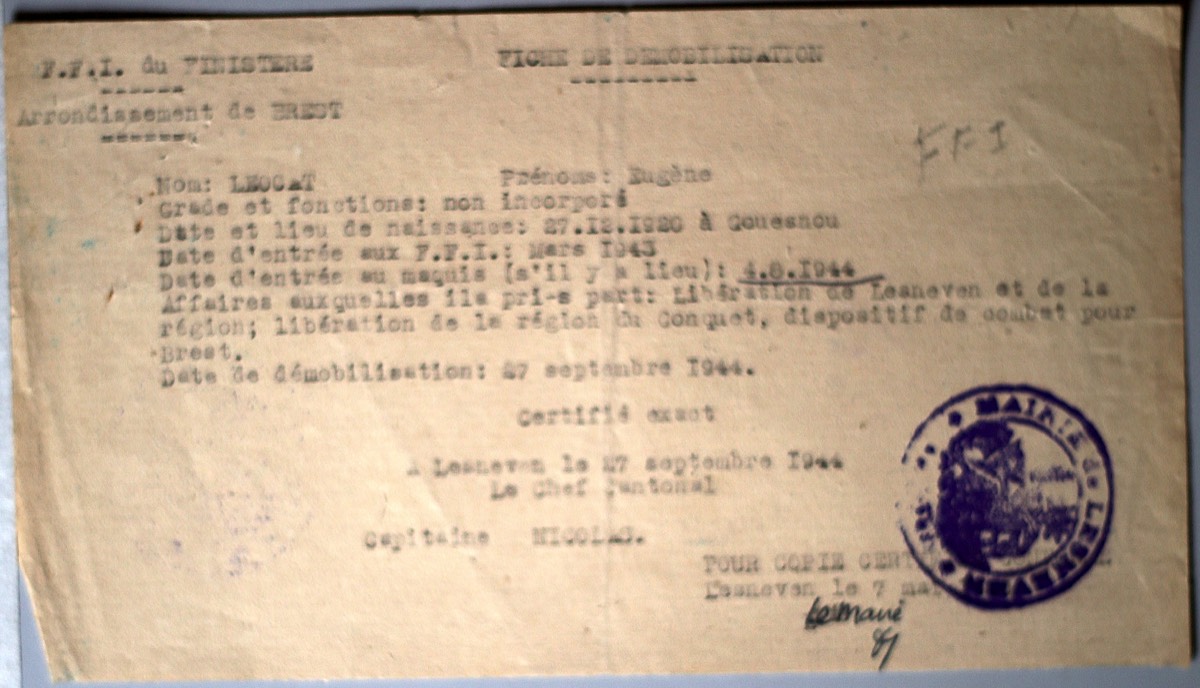 F.F.I. du FINISTERE
FICHE DE DEMOBILISATION
Arrondissement de BREST
FFI
Nom: LEGCAT Prénoms: Eugène
Grade et fonctions: non incorporé
Date et lieu de naissance: 27.12.1920 à Gouesnou
Date d'entrée aux F.F.I.: Mars 1943
Date d'entrée au maquis (s'il y a lieu): 4.8.1944
Affaires auxquelles ila pri-s part: Libération de Lesneven et de la
région; libération de la région du Conquet, dispositif de combat pour
Brest.
Date de démobilisation: 27 septembre 1944.
Certifié exact
A Lesneven le 27 septembre 1944
Le Chef Cantonal
Capitaine NICOLAS.
POUR COPIE
Lesneven le 7
Le Maire
MAIRIE de LESNEVEN